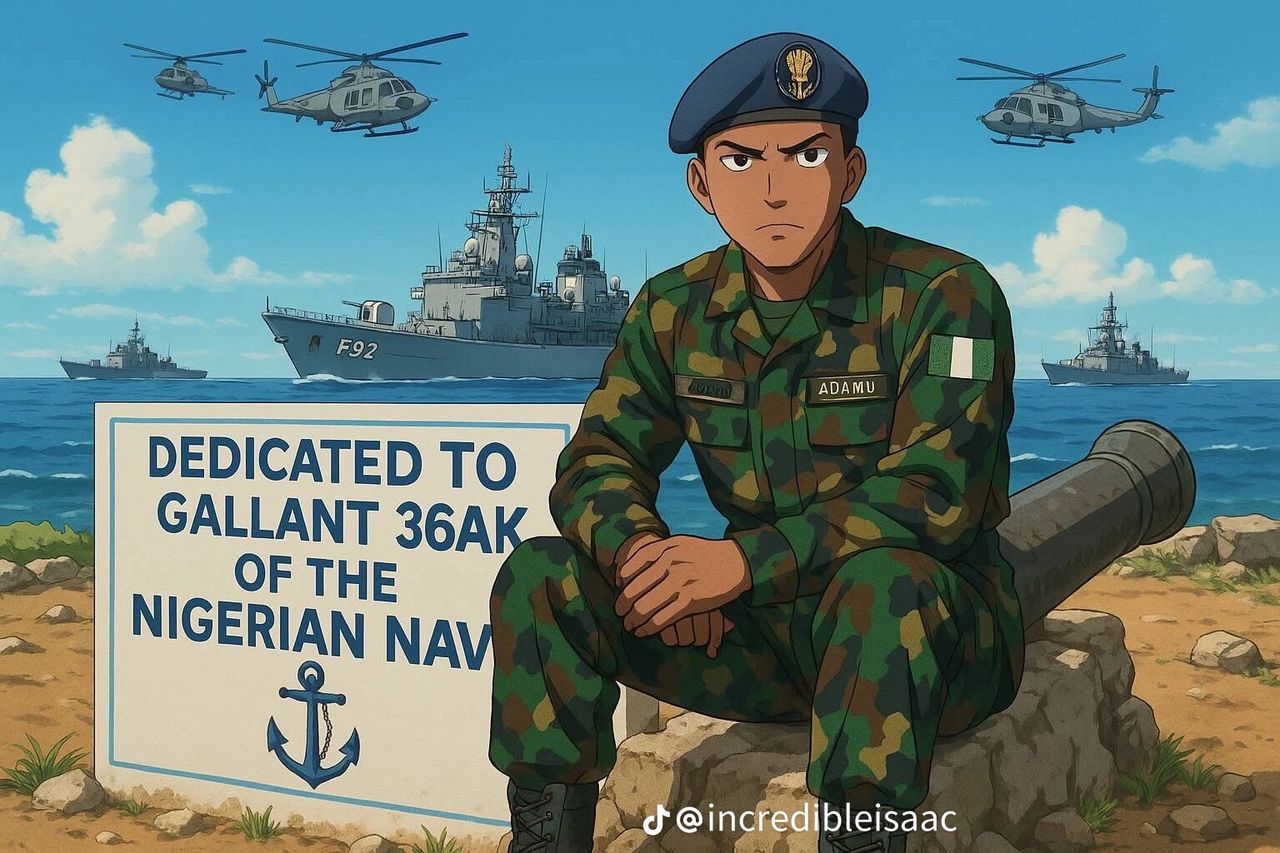 F92
ADAMU
DEDICATED TO
GALLANT 36AK
OF THE
NIGERIAN NAV
@incredibleisaac